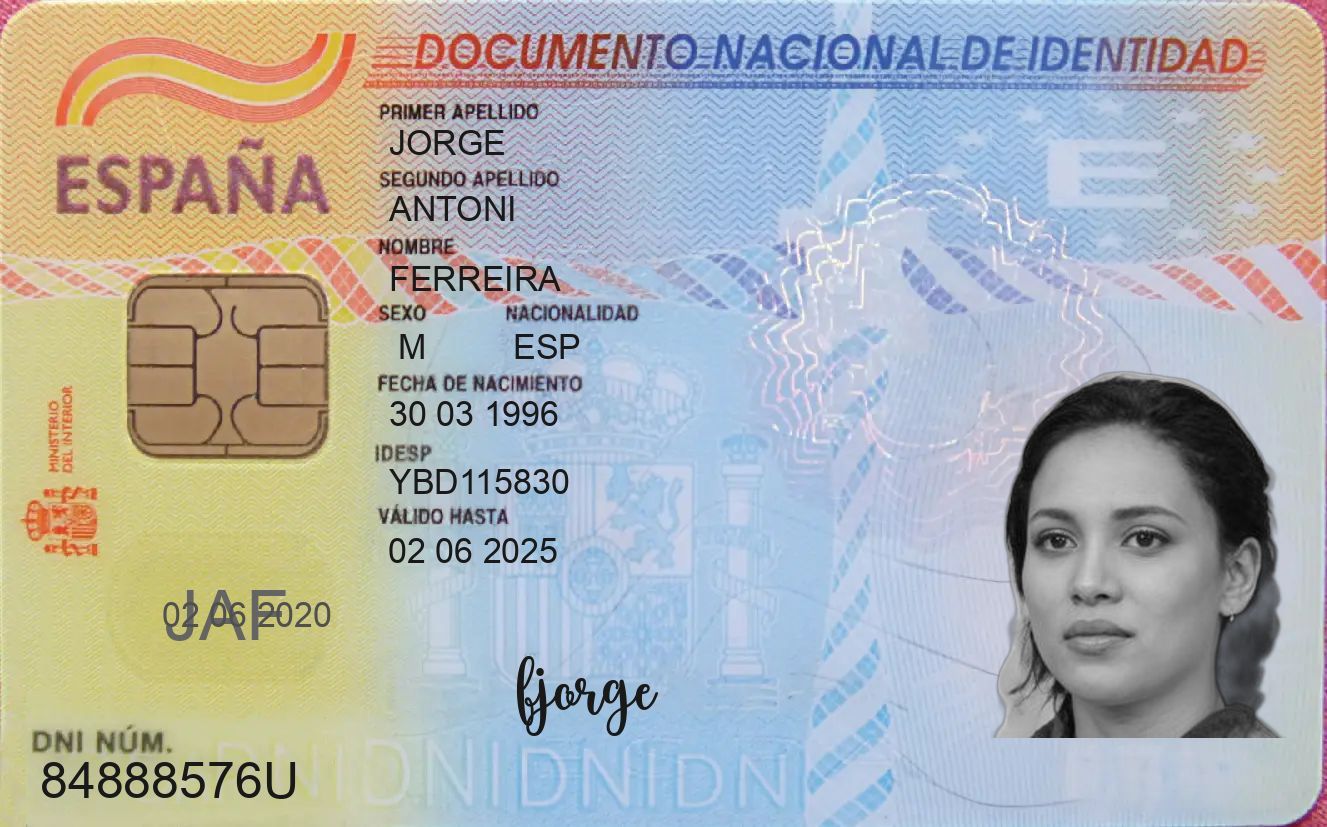 DOCUMENTO NACIONAL DE IDENTIDAD
ESPAÑA
PRIMER APELLIDO
JORGE
SEGUNDO APELLIDO
ANTONI
NOMBRE
FERREIRA
SEXO NACIONALIDAD
M ESP
FECHA DE NACIMIENTO
30 03 1996
IDESP
YBD115830
VÁLIDO HASTA
02 06 2025
MINISTERIO
DEL INTERIOR
E
JAF
02 06 2020
fjorge
DNI NÚM.
84888576U
DNIDNIDNIDNI